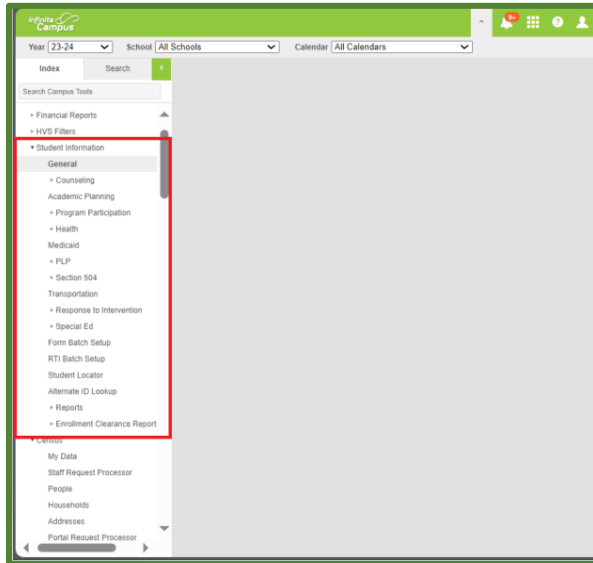 Infinite
Campus
9+
Year 23-24 School All Schools Calendar All Calendars
Index Search
Search Campus Tools
Financial Reports
HVS Filters
Student Information
General
Counseling
Academic Planning
Program Participation
Health
Medicaid
PLP
Section 504
Transportation
Response to Intervention
Special Ed
Form Batch Setup
RTI Batch Setup
Student Locator
Alternate ID Lookup
Reports
Enrollment Clearance Report
Census
My Data
Staff Request Processor
People
Households
Addresses
Portal Request Processor